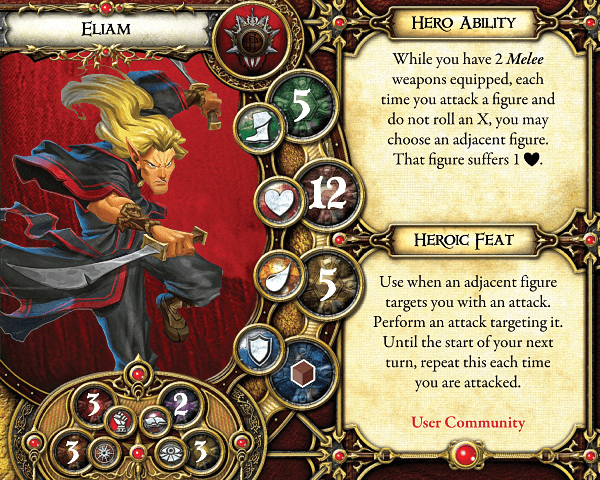 ELIAM
5
12
5
3
2
3
3
HERO ABILITY
While you have 2 Melee
weapons equipped, each
time you attack a figure and
do not roll an X, you may
choose an adjacent figure.
That figure suffers 1 ♥.
HEROIC FEAT
Use when an adjacent figure
targets you with an attack.
Perform an attack targeting it.
Until the start of your next
turn, repeat this each time
you are attacked.
User Community